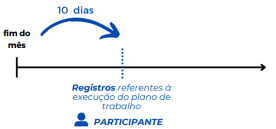 10 dias
fim do
mês
Registros referentes à
execução do plano de
trabalho
PARTICIPANTE